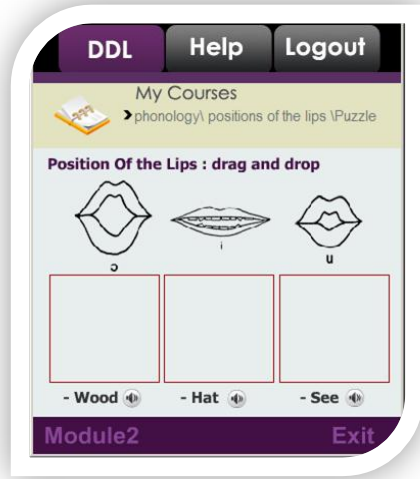 DDL Help Logout
My Courses
phonology\ positions of the lips \Puzzle
Position Of the Lips : drag and drop
ɔ i u
- Wood - Hat - See
Module2 Exit